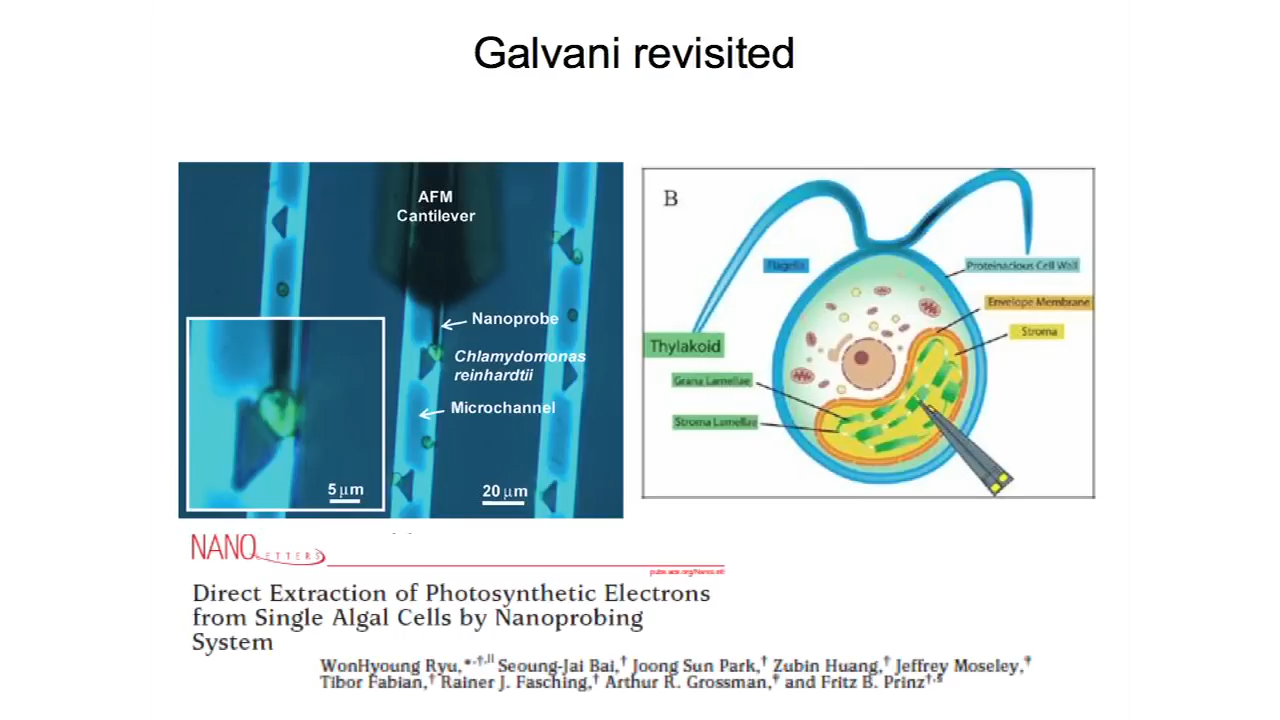 Galvani revisited
AFM
Cantilever
Nanoprobe
Chlamydomonas
reinhardtii
Microchannel
5 μm
20 μm
B
Flagella
Proteinacious Cell Wall
Envelope Membrane
Stroma
Thylakoid
Grana Lamellae
Stroma Lamellae
NANO LETTERS
Direct Extraction of Photosynthetic Electrons
from Single Algal Cells by Nanoprobing
System
WonHyoung Ryu,*,†,|| Seoung-Jai Bai,† Joong Sun Park,† Zubin Huang,† Jeffrey Moseley,‡
Tibor Fabian,† Rainer J. Fasching,† Arthur R. Grossman,‡ and Fritz B. Prinz†,§